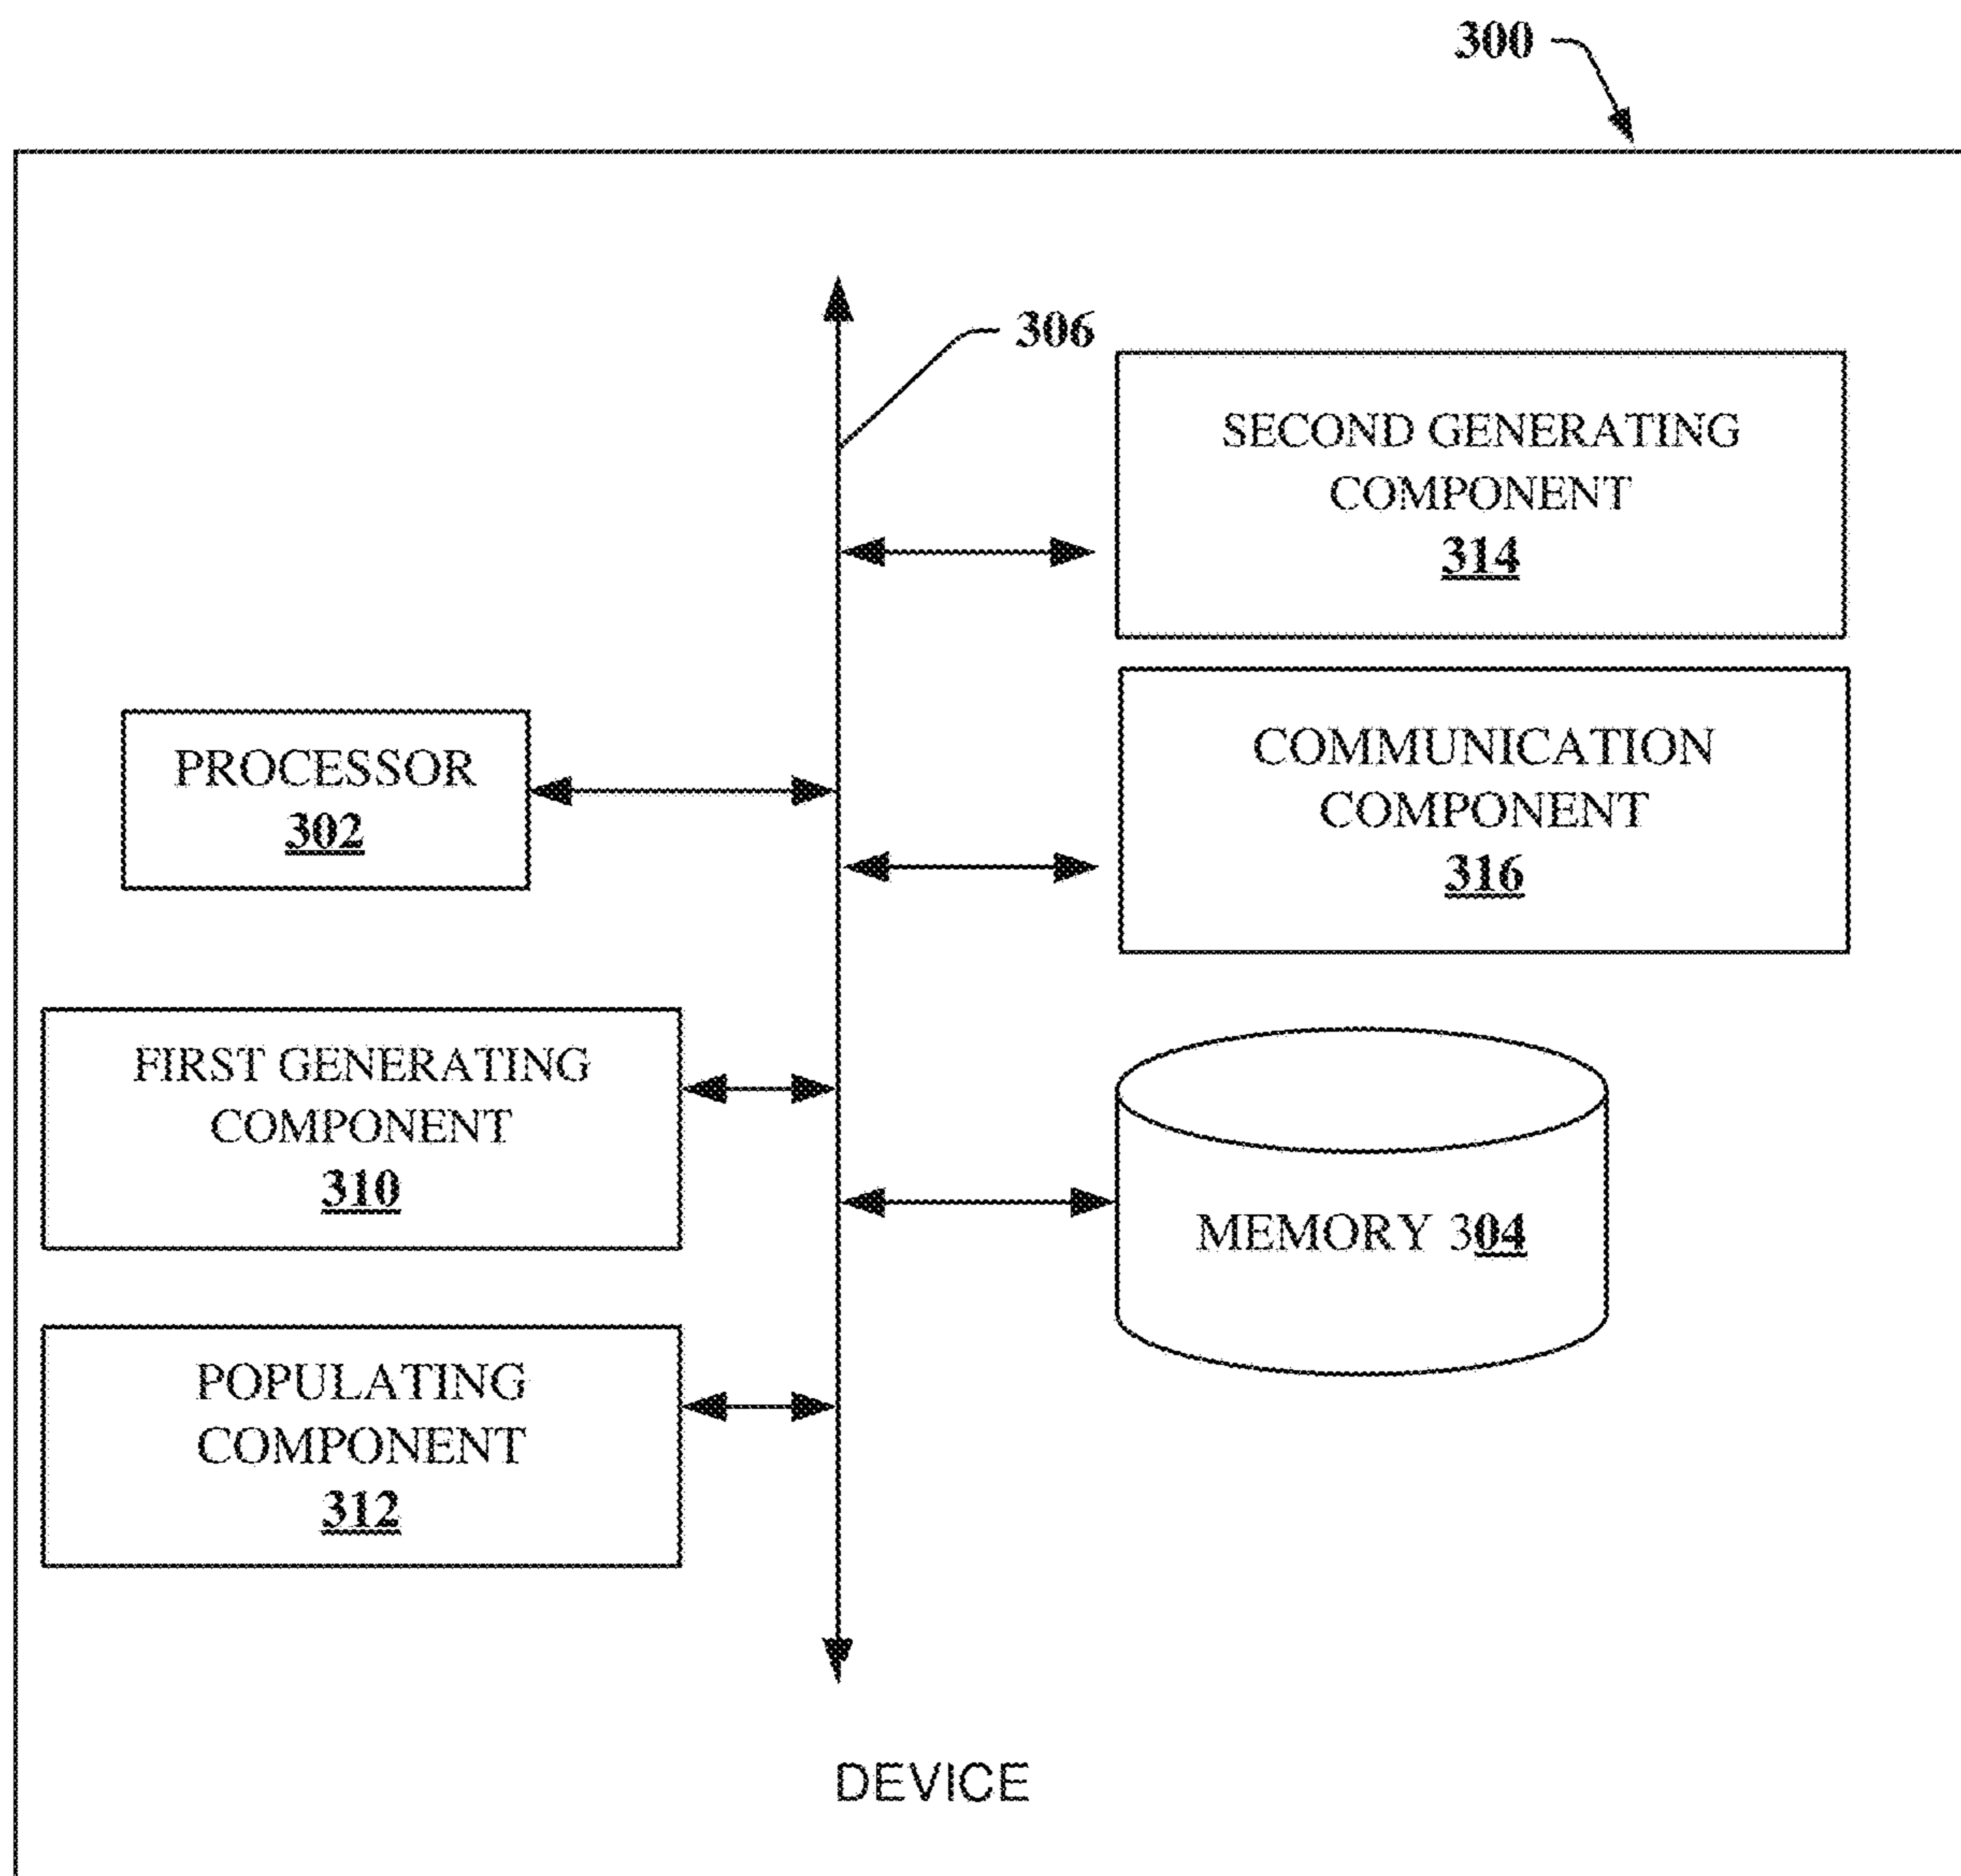 300
306
SECOND GENERATING
COMPONENT
314
PROCESSOR
302
COMMUNICATION
COMPONENT
316
FIRST GENERATING
COMPONENT
310
MEMORY 304
POPULATING
COMPONENT
312
DEVICE